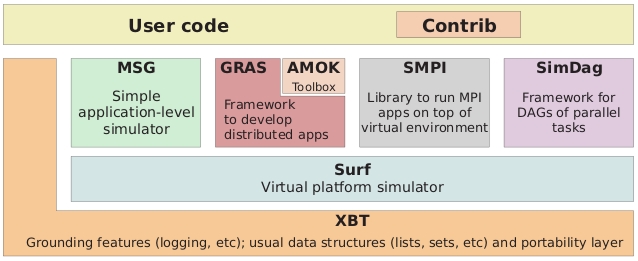 User code
Contrib
MSG
Simple
application-level
simulator
GRAS
AMOK
Toolbox
Framework
to develop
distributed apps
SMPI
Library to run MPI
apps on top of
virtual environment
SimDag
Framework for
DAGs of parallel
tasks
Surf
Virtual platform simulator
XBT
Grounding features (logging, etc); usual data structures (lists, sets, etc) and portability layer